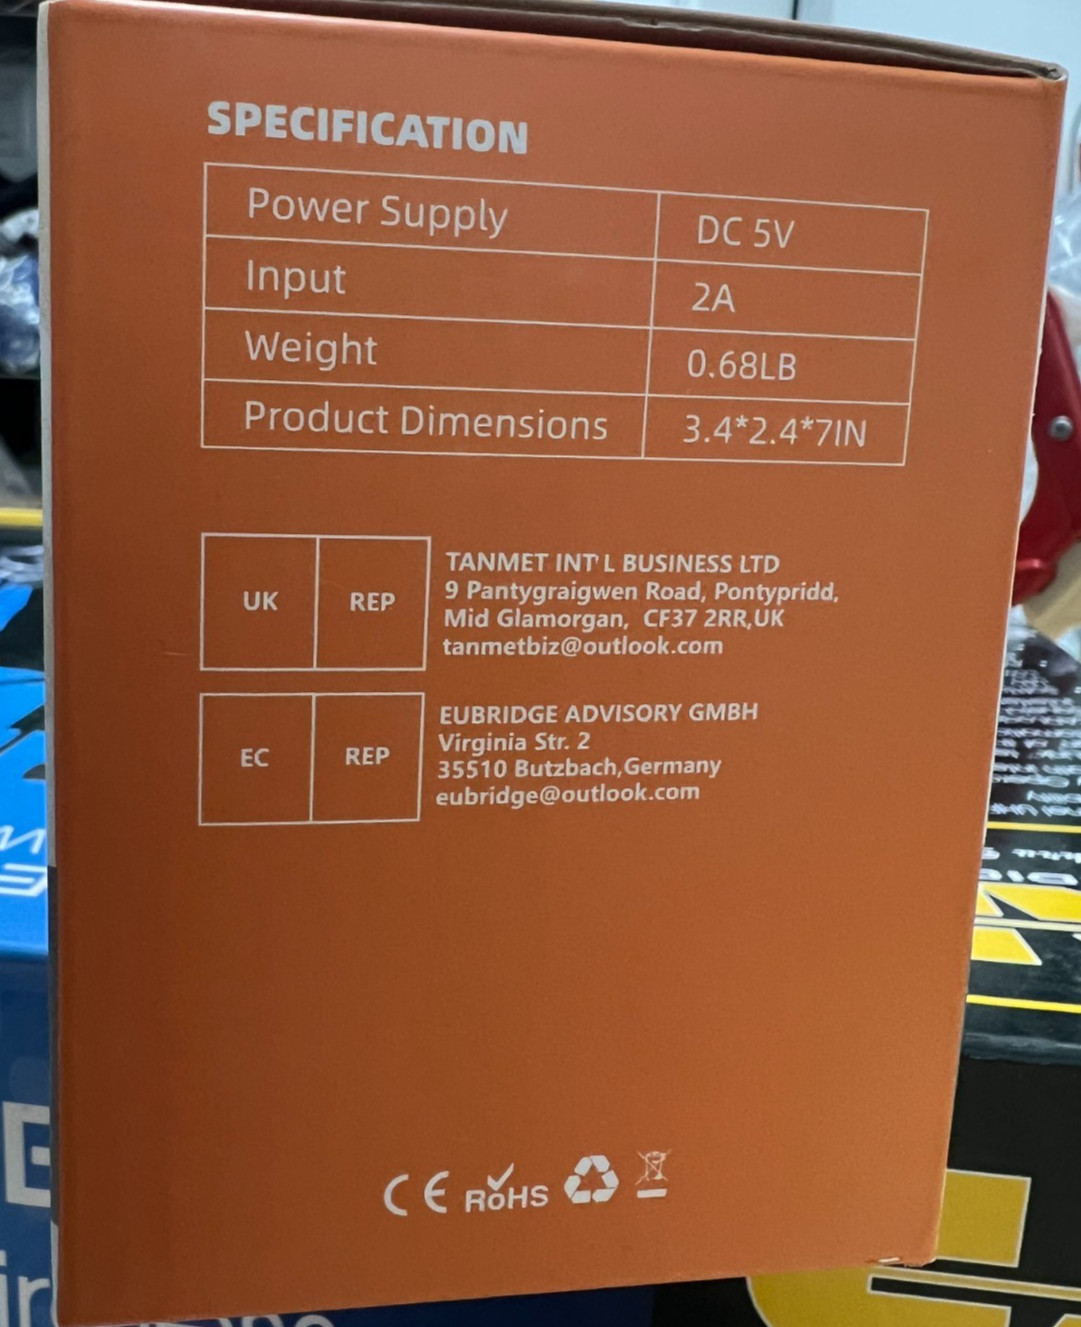 SPECIFICATION
Power Supply DC 5V
Input 2A
Weight 0.68LB
Product Dimensions 3.4*2.4*7IN
UK REP
TANMET INT'L BUSINESS LTD
9 Pantygraigwen Road, Pontypridd,
Mid Glamorgan, CF37 2RR,UK
tanmetbiz@outlook.com
EC REP
EUBRIDGE ADVISORY GMBH
Virginia Str. 2
35510 Butzbach,Germany
eubridge@outlook.com
CE RoHS